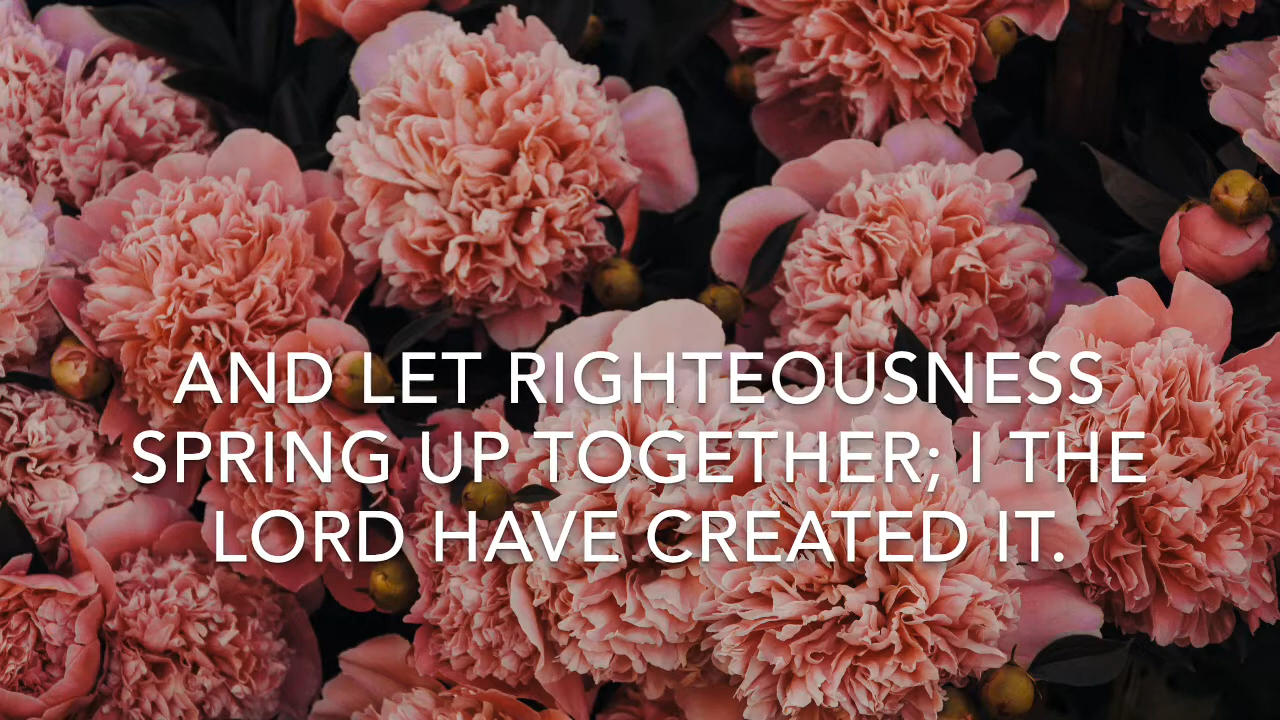 AND LET RIGHTEOUSNESS
SPRING UP TOGETHER; I THE
LORD HAVE CREATED IT.